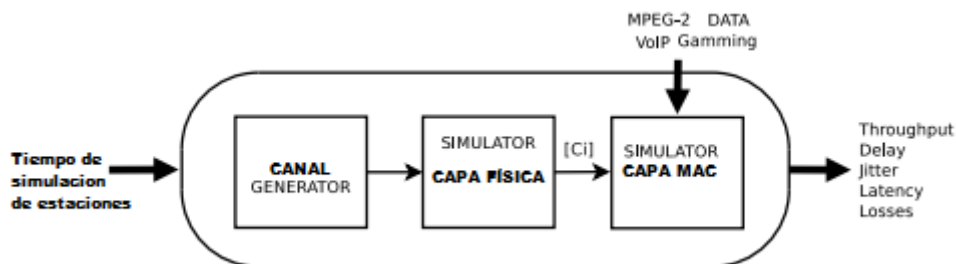 MPEG-2 DATA
VoIP Gamming
Tiempo de
simulacion
de estaciones
CANAL
GENERATOR
SIMULATOR
CAPA FÍSICA
[Ci]
SIMULATOR
CAPA MAC
Throughput
Delay
Jitter
Latency
Losses